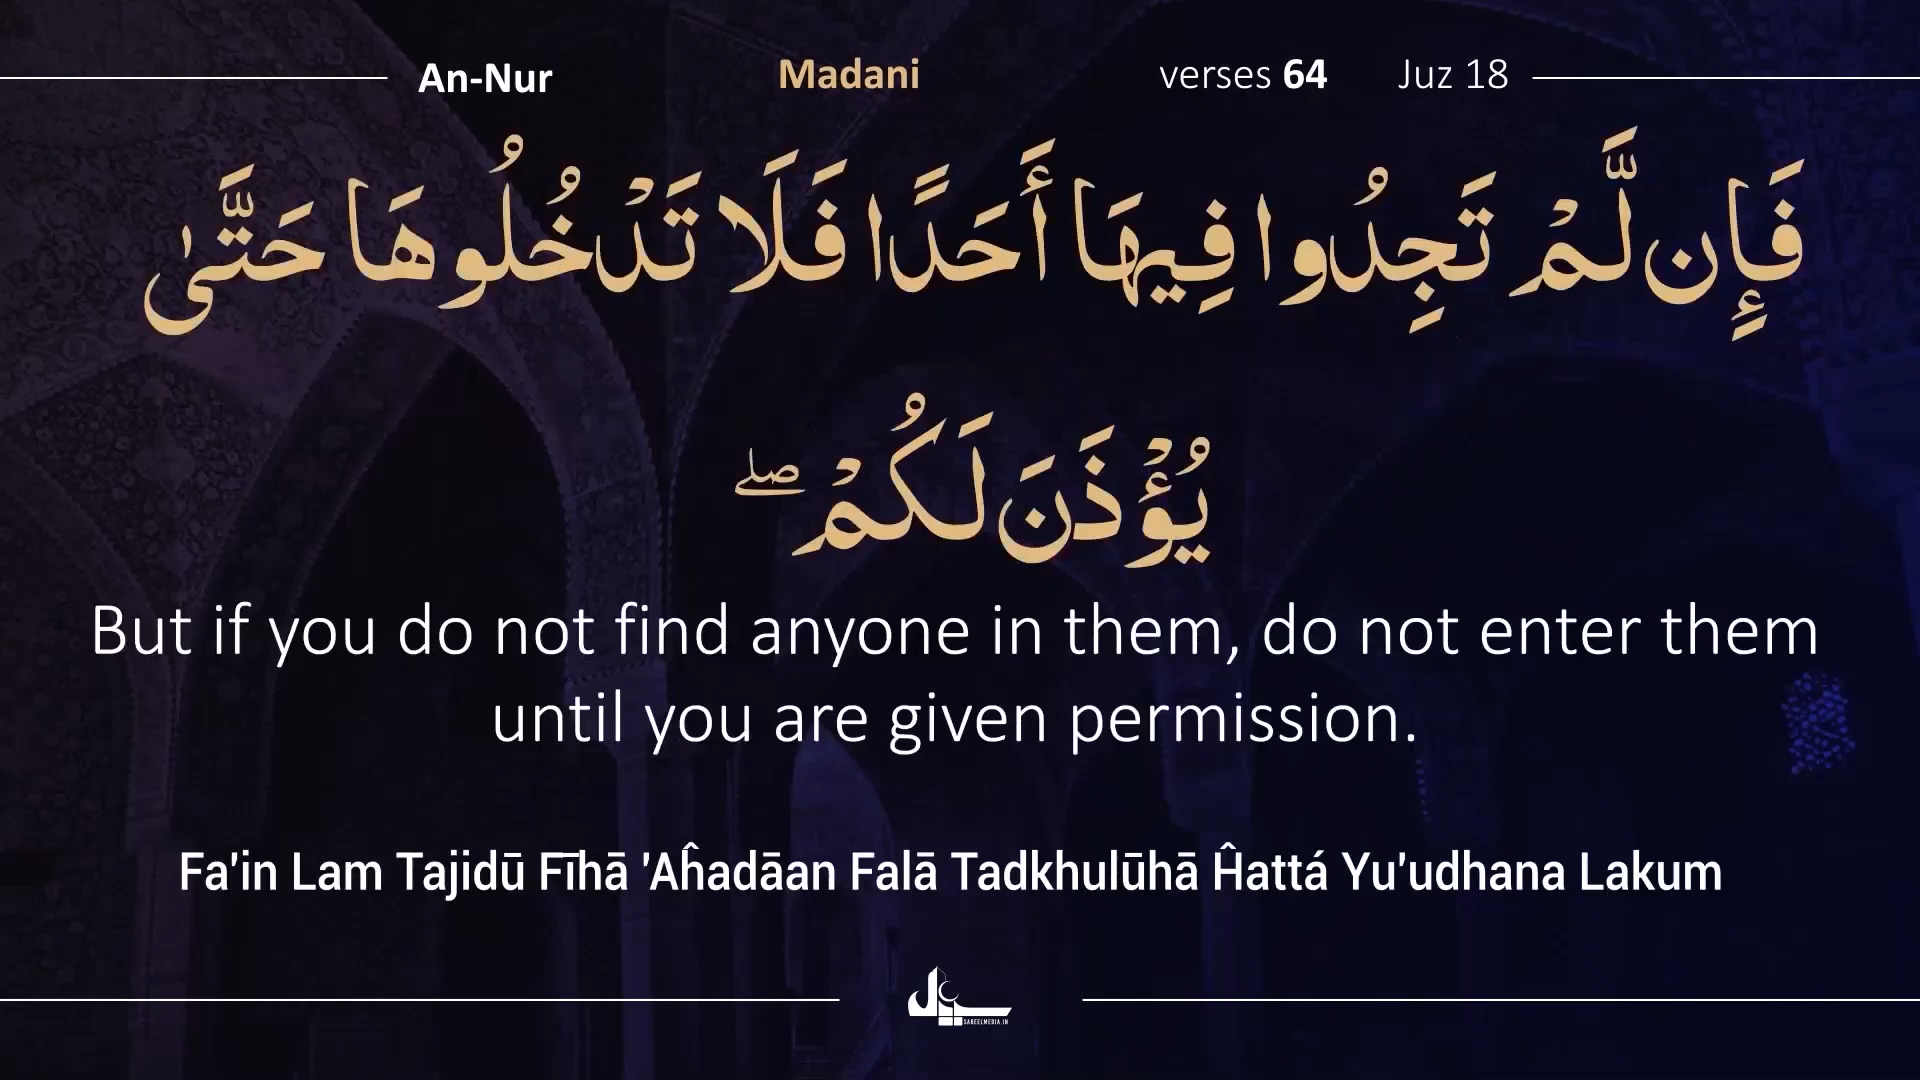 An-Nur Madani verses 64 Juz 18
فَإِن لَّمْ تَجِدُوا فِيهَا أَحَدًا فَلَا تَدْخُلُوهَا حَتَّىٰ
يُؤْذَنَ لَكُمْ ۖ
But if you do not find anyone in them, do not enter them
until you are given permission.
Fa'in Lam Tajidū Fīhā 'Aĥadāan Falā Tadkhulūhā Ĥattá Yu'udhana Lakum
SABEELMEDIA.IN